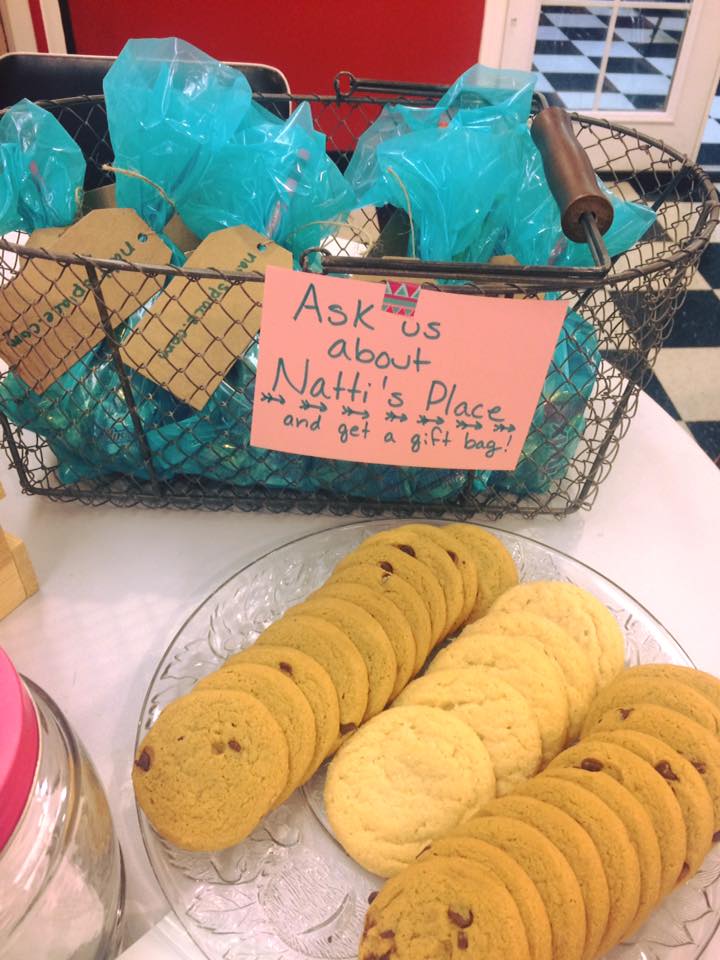 Ask us
about
Natti's Place
and get a gift bag!